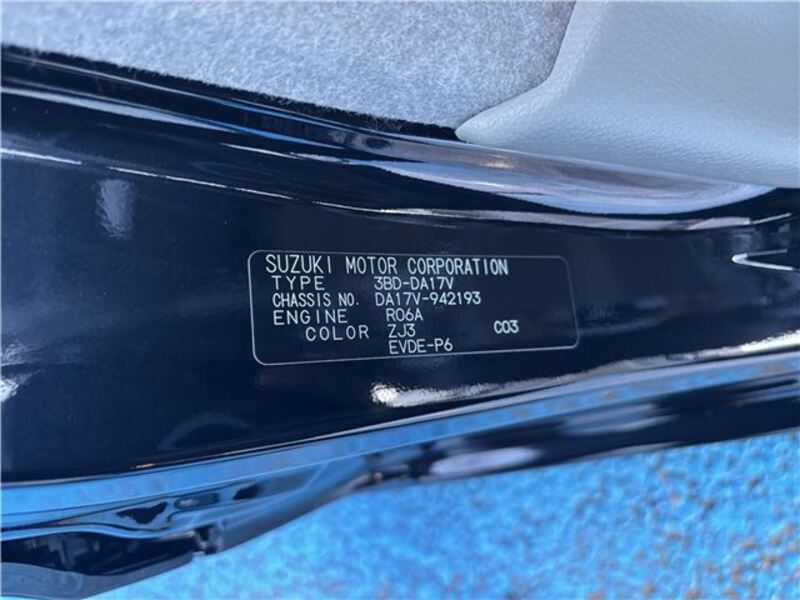 SUZUKI MOTOR CORPORATION
TYPE 3BD-DA17V
CHASSIS NO. DA17V-942193
ENGINE R06A
COLOR ZJ3 C03
EVDE-P6